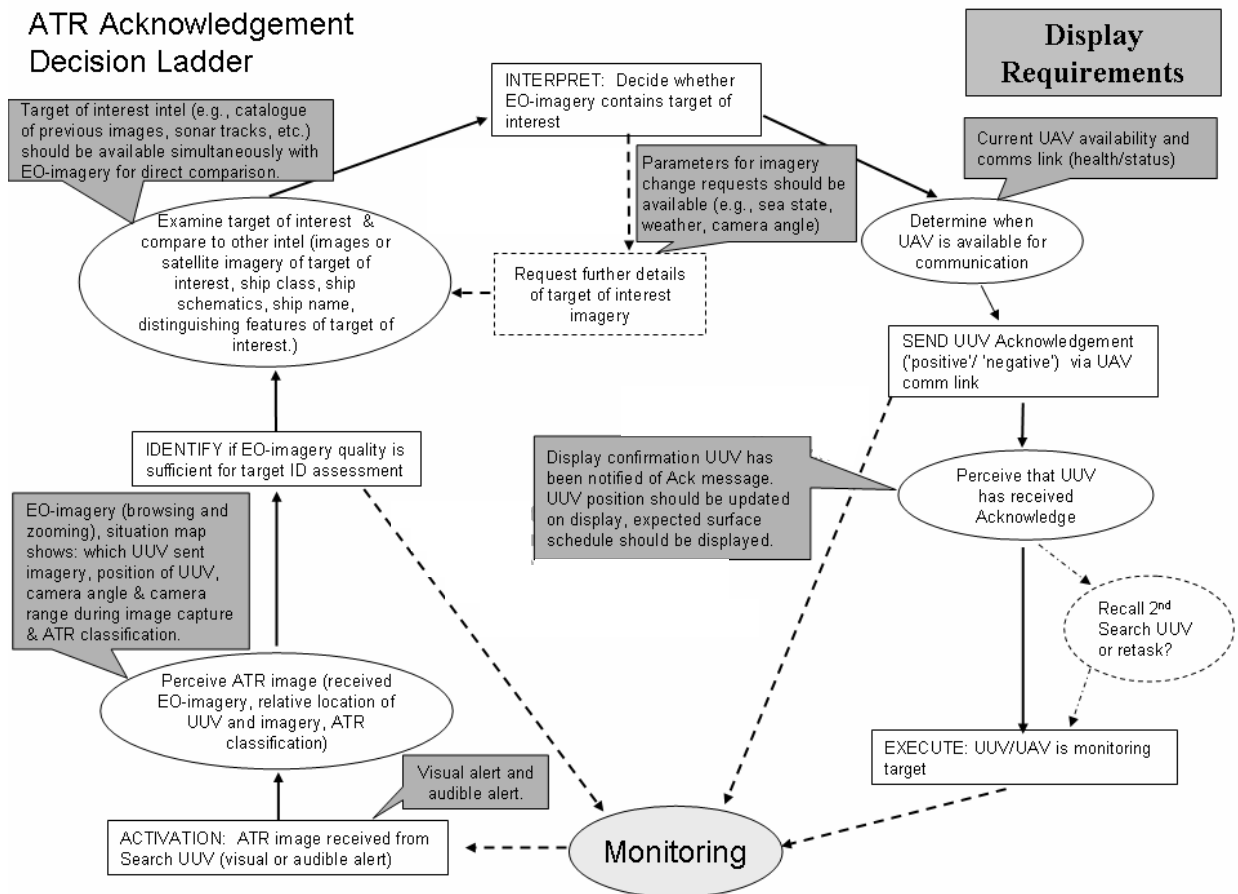 ATR Acknowledgement
Decision Ladder
Display
Requirements
INTERPRET: Decide whether
EO-imagery contains target of
interest
Target of interest intel (e.g., catalogue
of previous images, sonar tracks, etc.)
should be available simultaneously with
EO-imagery for direct comparison.
Current UAV availability and
comms link (health/status)
Parameters for imagery
change requests should be
available (e.g., sea state,
weather, camera angle)
Examine target of interest &
compare to other intel (images or
satellite imagery of target of
interest, ship class, ship
schematics, ship name,
distinguishing features of target of
interest.)
Determine when
UAV is available for
communication
Request further details
of target of interest
imagery
SEND UUV Acknowledgement
('positive'/ 'negative') via UAV
comm link
IDENTIFY if EO-imagery quality is
sufficient for target ID assessment
Display confirmation UUV has
been notified of Ack message.
UUV position should be updated
on display, expected surface
schedule should be displayed.
Perceive that UUV
has received
Acknowledge
EO-imagery (browsing and
zooming), situation map
shows: which UUV sent
imagery, position of UUV,
camera angle & camera
range during image capture
& ATR classification.
Recall 2nd
Search UUV
or retask?
Perceive ATR image (received
EO-imagery, relative location of
UUV and imagery, ATR
classification)
EXECUTE: UUV/UAV is monitoring
target
Visual alert and
audible alert.
ACTIVATION: ATR image received from
Search UUV (visual or audible alert)
Monitoring